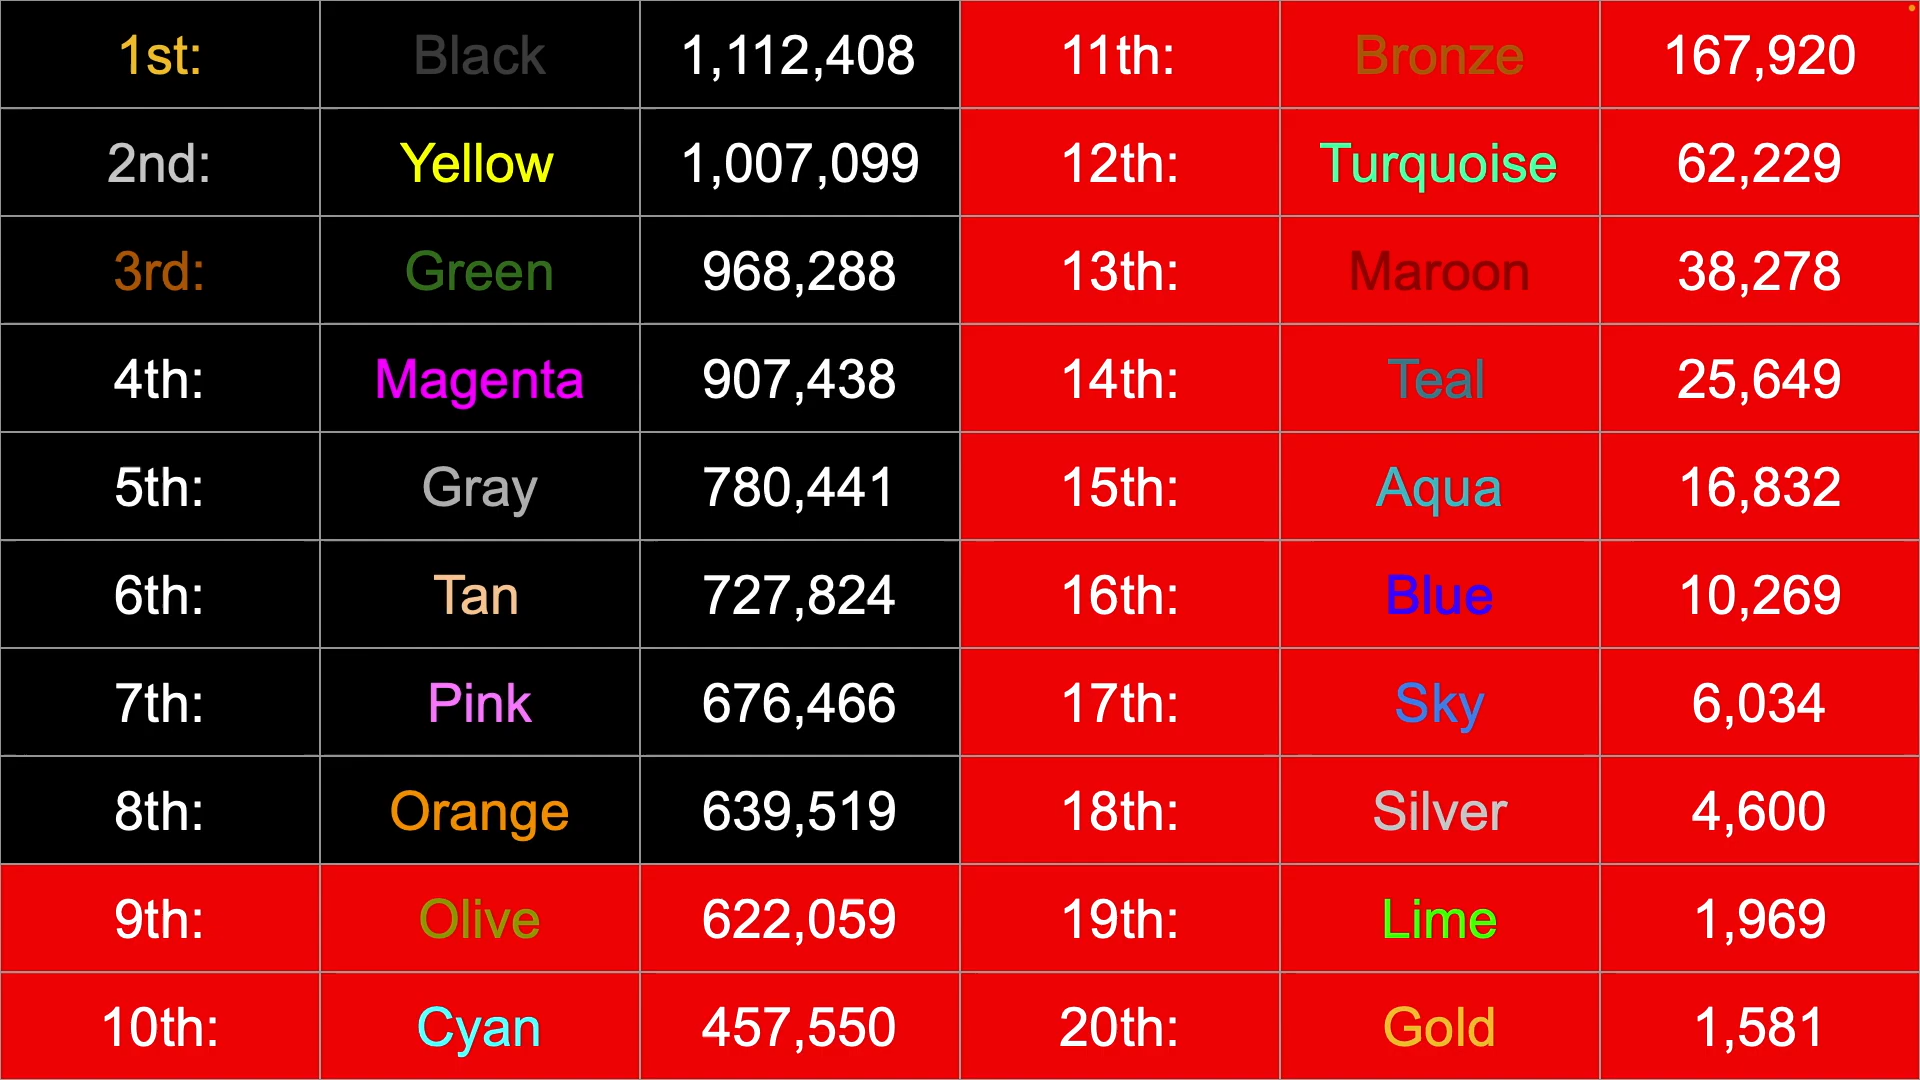 1st: Black 1,112,408
2nd: Yellow 1,007,099
3rd: Green 968,288
4th: Magenta 907,438
5th: Gray 780,441
6th: Tan 727,824
7th: Pink 676,466
8th: Orange 639,519
9th: Olive 622,059
10th: Cyan 457,550
11th: Bronze 167,920
12th: Turquoise 62,229
13th: Maroon 38,278
14th: Teal 25,649
15th: Aqua 16,832
16th: Blue 10,269
17th: Sky 6,034
18th: Silver 4,600
19th: Lime 1,969
20th: Gold 1,581